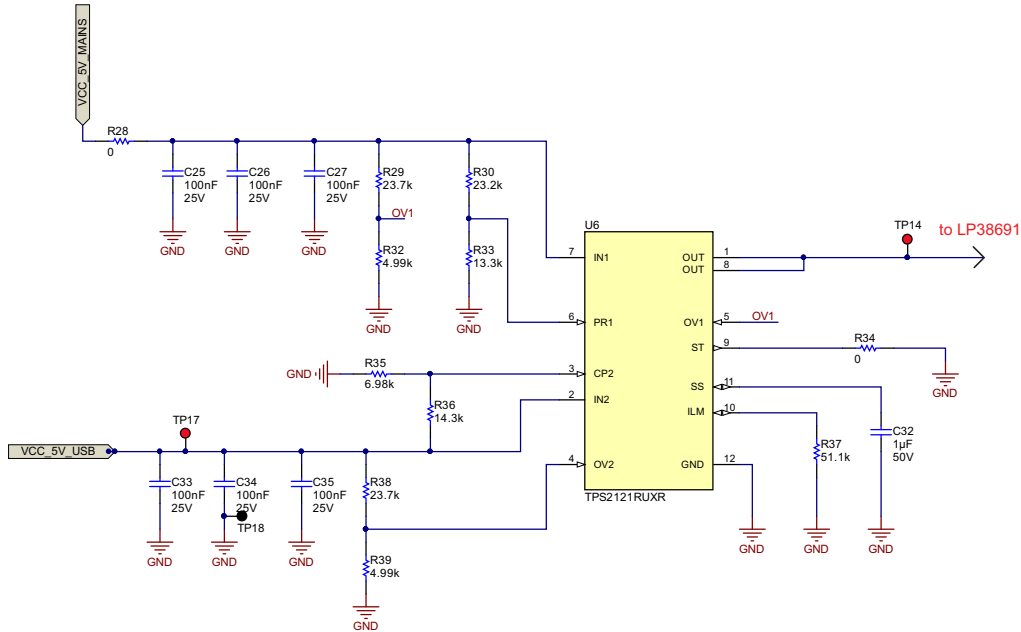 VCC_5V_MAINS
R28
0
C25
100nF
25V
C26
100nF
25V
C27
100nF
25V
R29
23.7k
R30
23.2k
OV1
R32
4.99k
R33
13.3k
GND
GND
GND
GND
GND
U6
7
IN1
6
PR1
3
CP2
2
IN2
4
OV2
OUT
1
OUT
8
OV1
5
ST
9
SS
11
ILM
10
GND
12
TPS2121RUXR
TP14
to LP38691
OV1
R34
0
GND
GND
R35
6.98k
R36
14.3k
TP17
VCC_5V_USB
C33
100nF
25V
C34
100nF
25V
TP18
C35
100nF
25V
R38
23.7k
R39
4.99k
GND
GND
GND
GND
R37
51.1k
C32
1µF
50V
GND
GND
GND